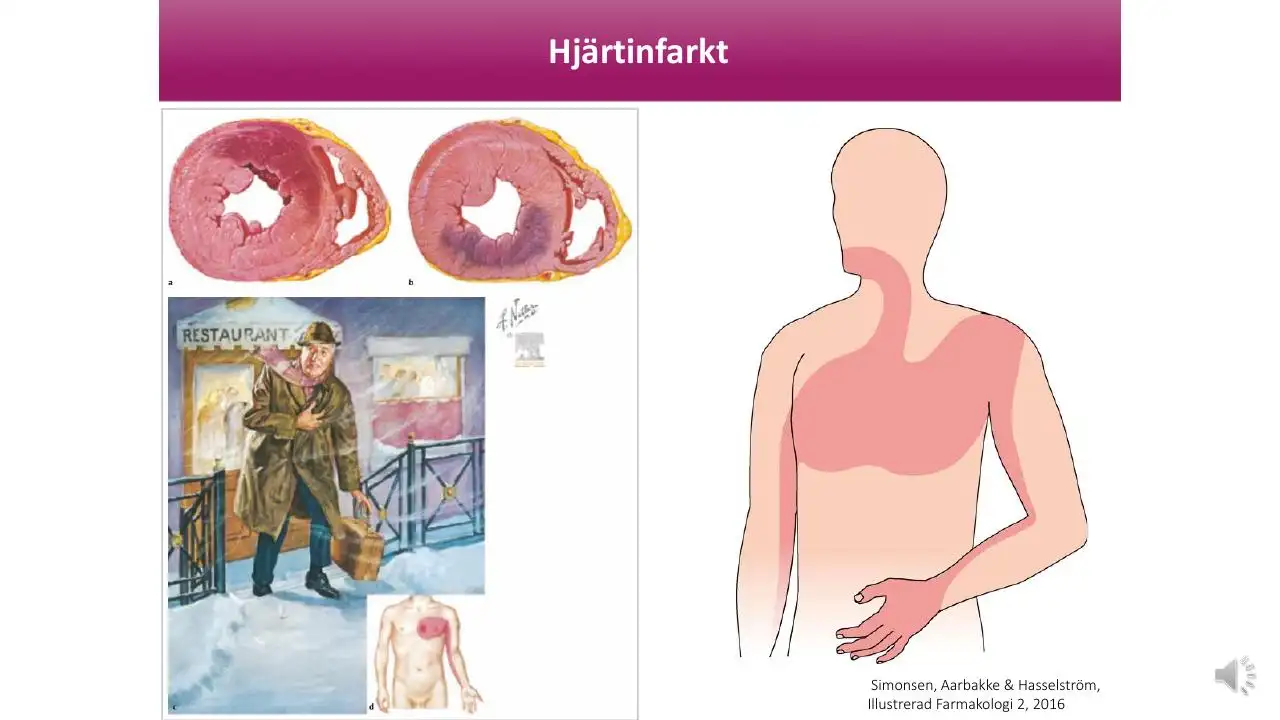 Hjärtinfarkt
a
b
RESTAURANT
c
d
Simonsen, Aarbakke & Hasselström,
Illustrerad Farmakologi 2, 2016